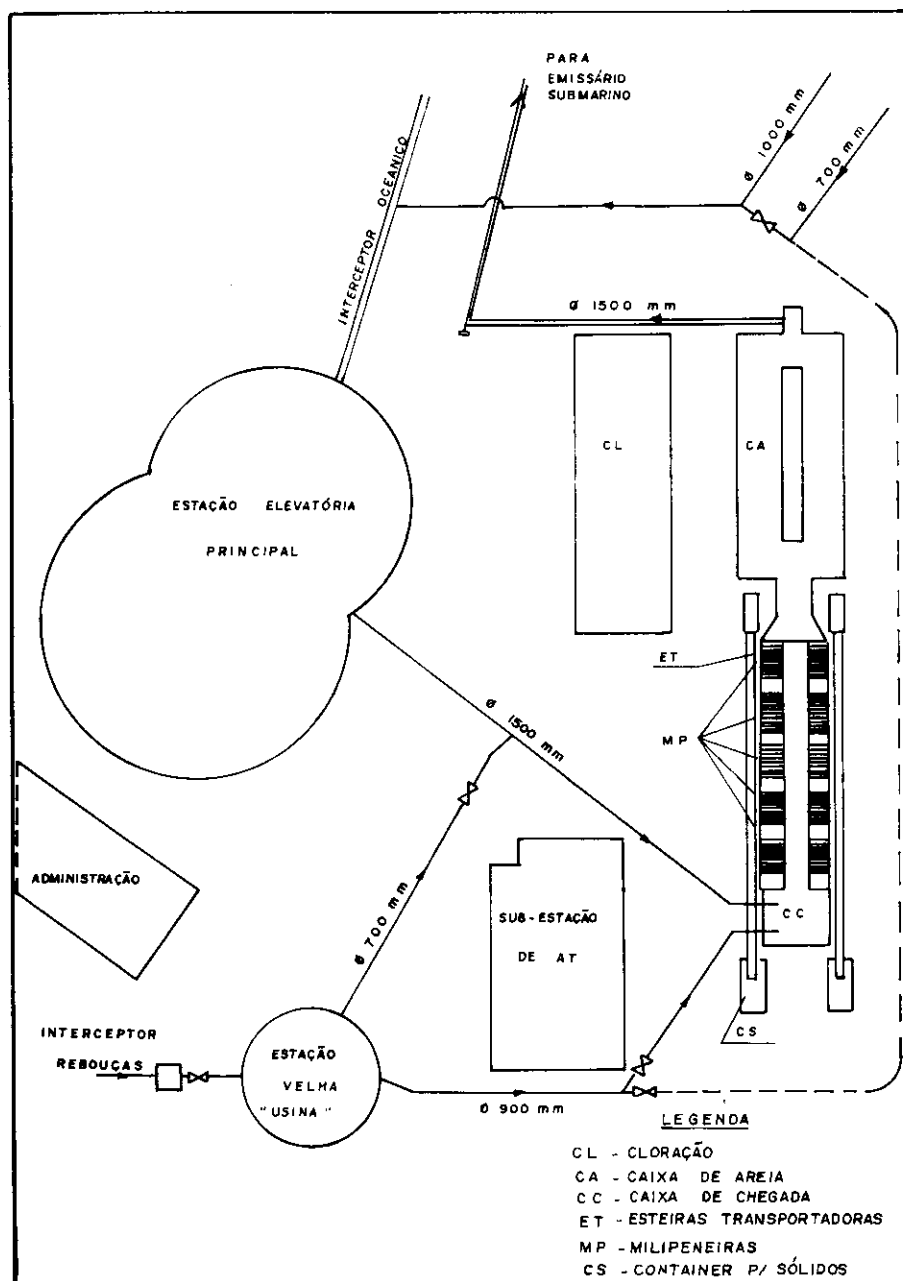 PARA
EMISSÁRIO
SUBMARINO
Ø 1000 mm
Ø 700 mm
INTERCEPTOR OCEANICO
Ø 1500 mm
CL
CA
ESTAÇÃO ELEVATÓRIA
PRINCIPAL
ET
MP
Ø 1500 mm
ADMINISTRAÇÃO
Ø 700 mm
SUB-ESTAÇÃO
DE AT
CC
CS
INTERCEPTOR
REBOUÇAS
ESTAÇÃO
VELHA
"USINA"
Ø 900 mm
LEGENDA
CL - CLORAÇÃO
CA - CAIXA DE AREIA
CC - CAIXA DE CHEGADA
ET - ESTEIRAS TRANSPORTADORAS
MP - MILIPENEIRAS
CS - CONTAINER P/ SÓLIDOS